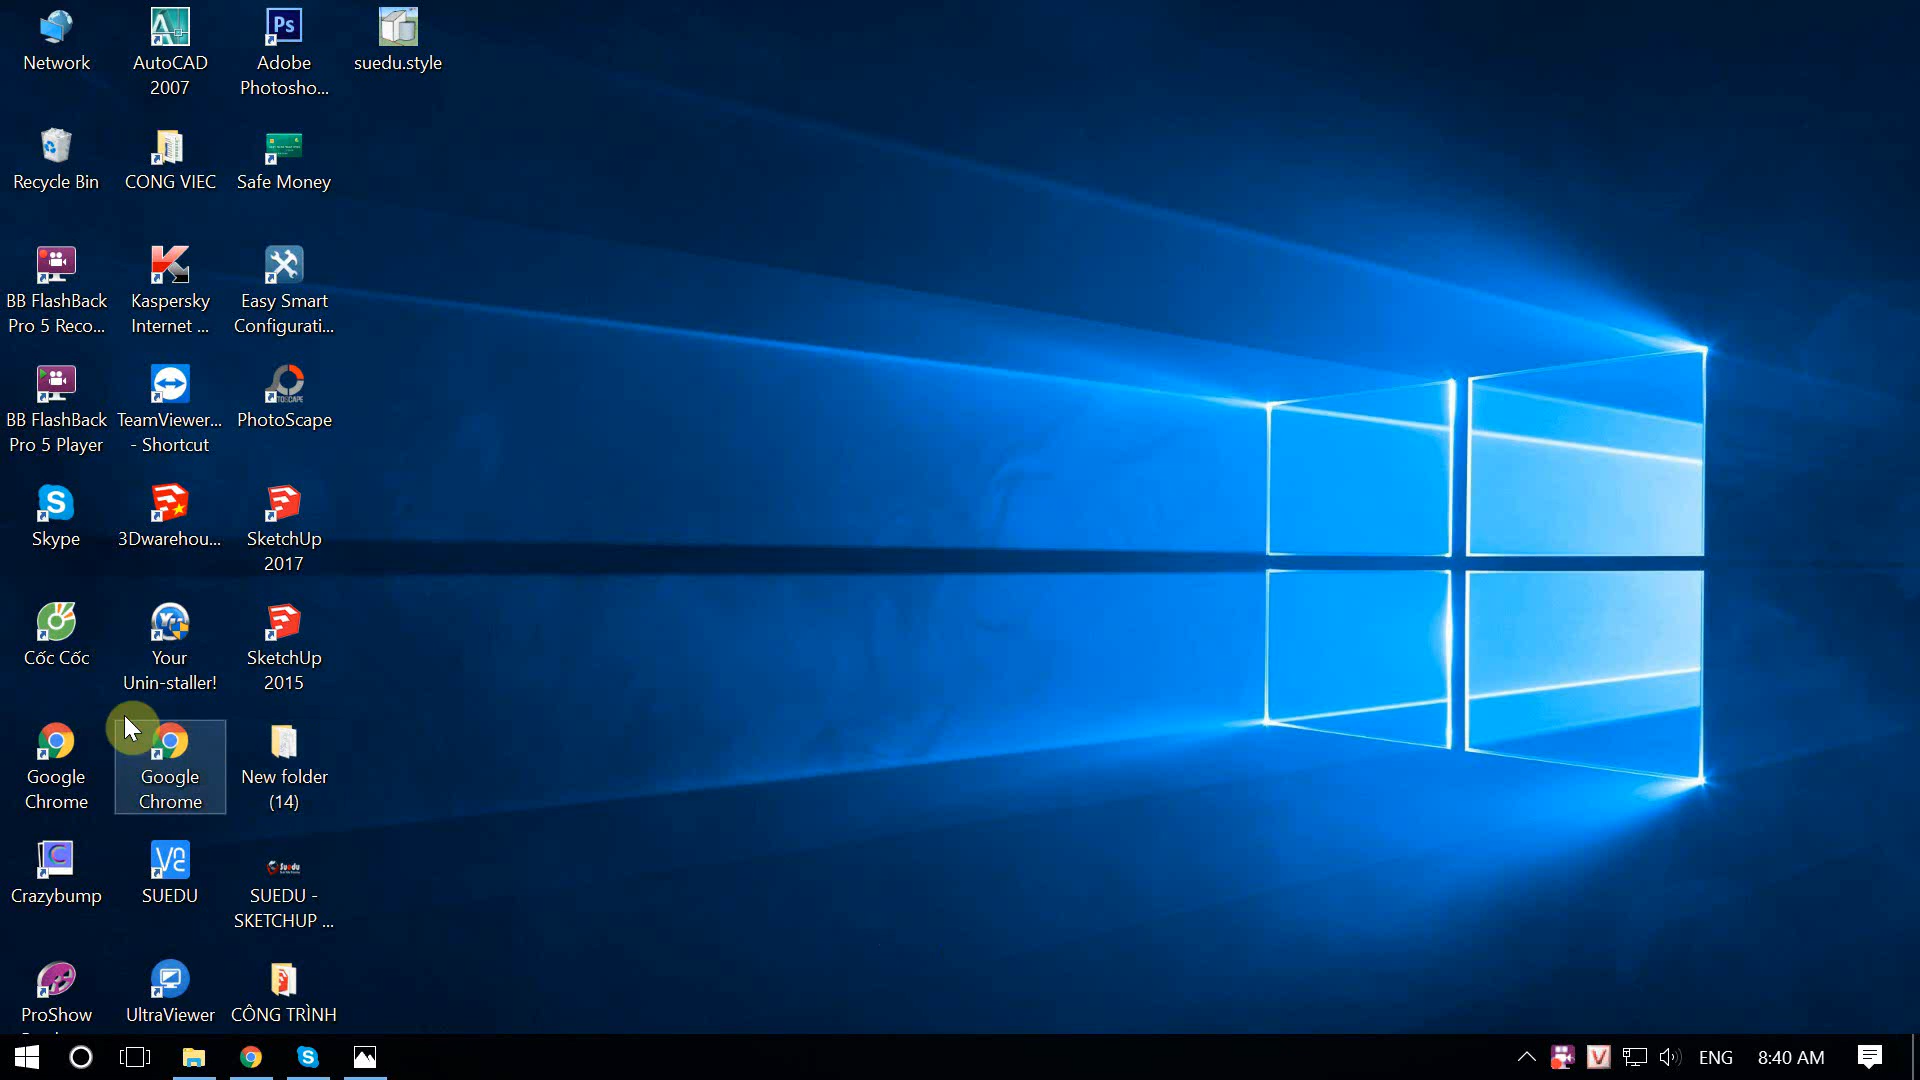 Network
AutoCAD
2007
Adobe
Photosho...
suedu.style
Recycle Bin
CONG VIEC
Safe Money
BB FlashBack
Pro 5 Reco...
Kaspersky
Internet ...
Easy Smart
Configurati...
BB FlashBack
Pro 5 Player
TeamViewer...
- Shortcut
PhotoScape
Skype
3Dwarehou...
SketchUp
2017
Cốc Cốc
Your
Unin-staller!
SketchUp
2015
Google
Chrome
Google
Chrome
New folder
(14)
Crazybump
SUEDU
SUEDU -
SKETCHUP ...
ProShow
UltraViewer
CÔNG TRÌNH
ENG
8:40 AM